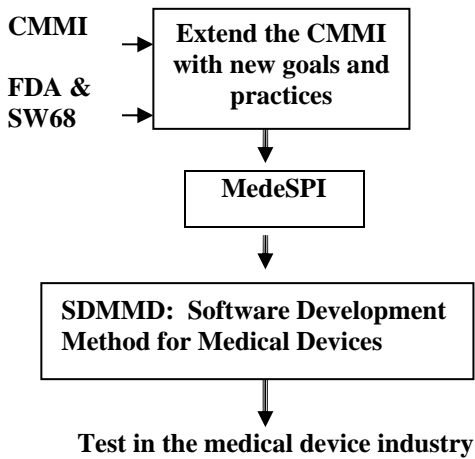 CMMI
FDA &
SW68
Extend the CMMI
with new goals and
practices
MedeSPI
SDMMD: Software Development
Method for Medical Devices
Test in the medical device industry